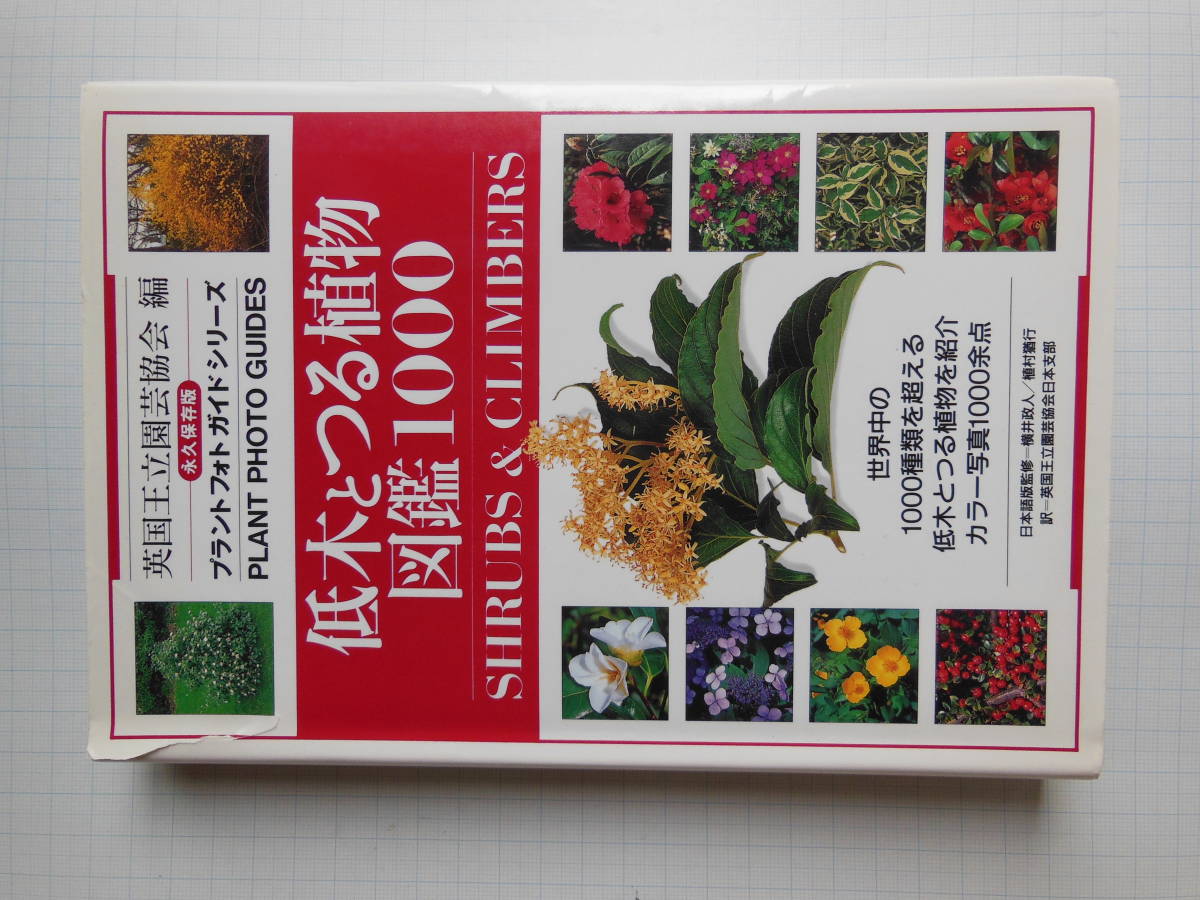 英国王立園芸協会 編
永久保存版
プラントフォトガイドシリーズ
PLANT PHOTO GUIDES
低木とつる植物
図鑑1000
SHRUBS & CLIMBERS
世界中の
1000種類を超える
低木とつる植物を紹介
カラー写真1000余点
日本語版監修=横井政人／植村猶行
訳=英国王立園芸協会日本支部